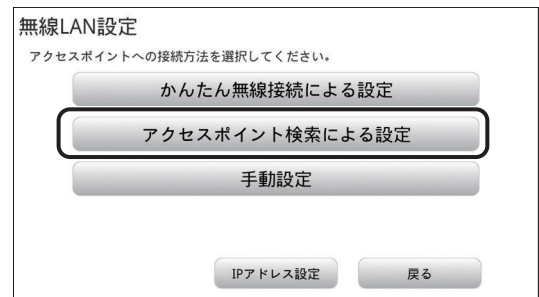 無線LAN設定
アクセスポイントへの接続方法を選択してください。
かんたん無線接続による設定
アクセスポイント検索による設定
手動設定
IPアドレス設定
戻る